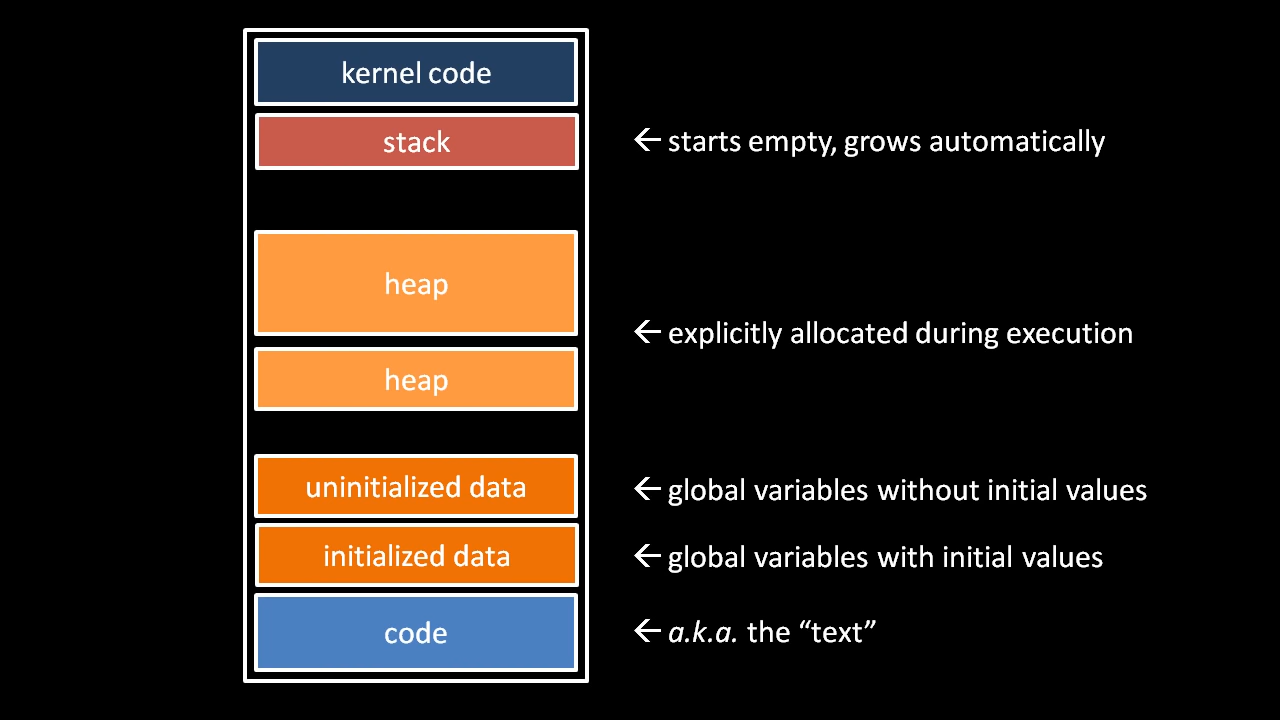 kernel code
stack
← starts empty, grows automatically
heap
← explicitly allocated during execution
heap
uninitialized data
← global variables without initial values
initialized data
← global variables with initial values
code
← a.k.a. the “text”